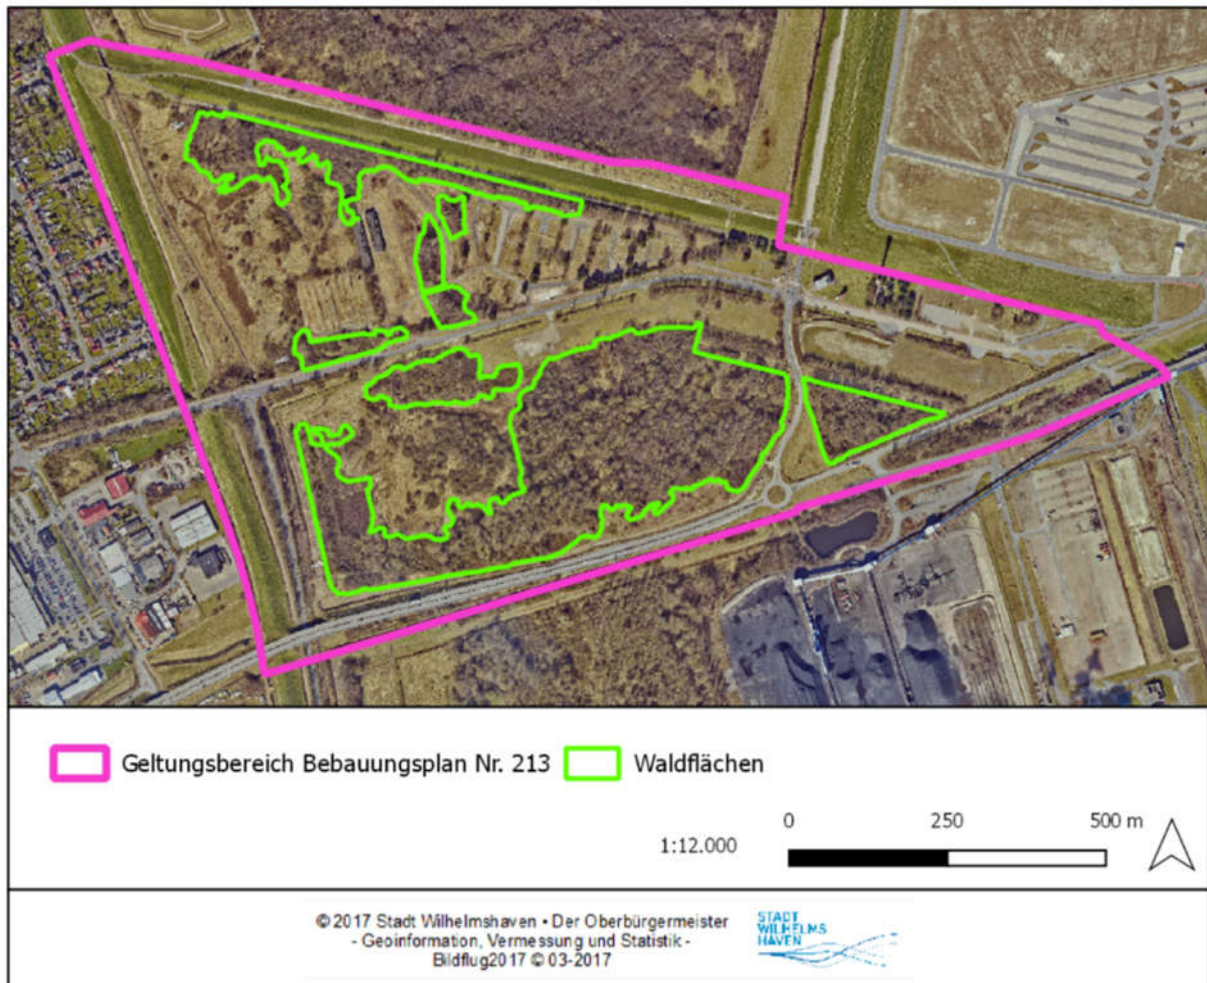 Geltungsbereich Bebauungsplan Nr. 213
Waldflächen
0 250 500 m
1:12.000
© 2017 Stadt Wilhelmshaven • Der Oberbürgermeister
- Geoinformation, Vermessung und Statistik -
Bildflug2017 © 03-2017
STADT
WILHELMS
HAVEN